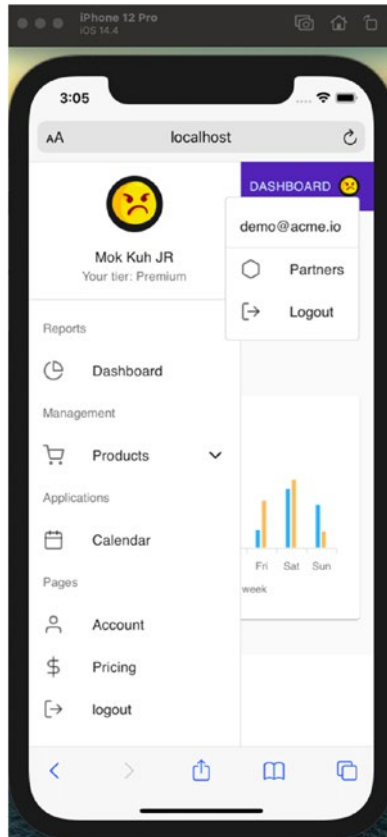 iPhone 12 Pro
iOS 14.4
3:05
AA
localhost
DASHBOARD
demo@acme.io
Partners
Logout
Mok Kuh JR
Your tier: Premium
Reports
Dashboard
Management
Products
Applications
Calendar
Pages
Account
Pricing
logout
Fri Sat Sun
week